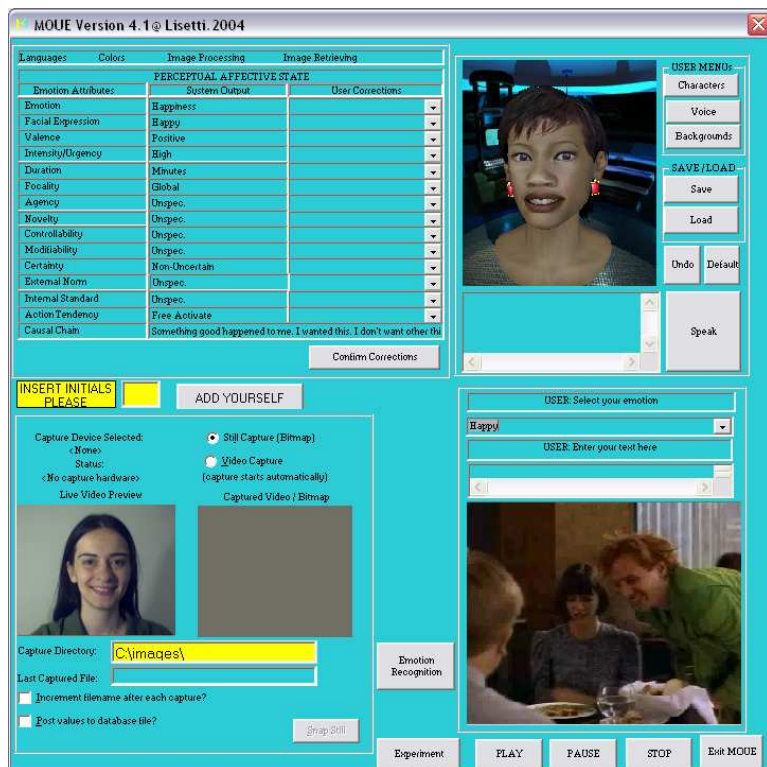 MOUE Version 4.1@ Lisetti.2004
Languages Colors Image Processing Image Retrieving
PERCEPTUAL AFFECTIVE STATE
Emotion Attributes System Output User Corrections
Emotion Happiness
Facial Expression Happy
Valence Positive
Intensity/Urgency High
Duration Minutes
Focality Global
Agency Unspec.
Novelty Unspec.
Controllability Unspec.
Modifiability Unspec.
Certainty Non-Uncertain
External Norm Unspec.
Internal Standard Unspec.
Action Tendency Free Activate
Causal Chain Something good happened to me. I wanted this. I don't want other thi
Confirm Corrections
USER MENUs
Characters
Voice
Backgrounds
SAVE/LOAD
Save
Load
Undo Default
Speak
INSERT INITIALS
PLEASE
ADD YOURSELF
Capture Device Selected:
<None>
Status:
<No capture hardware>
Live Video Preview
Still Capture (Bitmap)
Video Capture
(capture starts automatically)
Captured Video / Bitmap
Capture Directory: C:\images\
Last Captured File:
Increment filename after each capture?
Post values to database file?
Snap Still
USER: Select your emotion
Happy
USER: Enter your text here
Emotion
Recognition
Experiment PLAY PAUSE STOP Exit MOUE